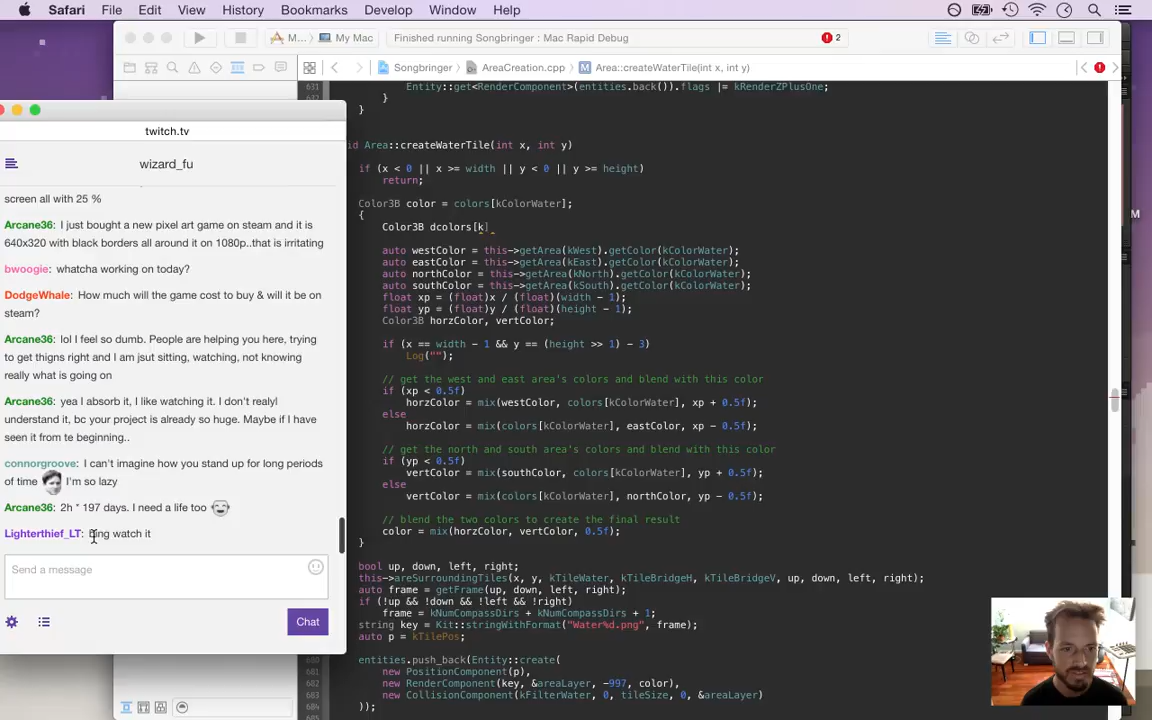 Safari File Edit View History Bookmarks Develop Window Help
M... My Mac Finished running Songbringer : Mac Rapid Debug 2
Songbringer AreaCreation.cpp M Area::createWaterTile(int x, int y)
twitch.tv
wizard_fu
screen all with 25 %
Arcane36: I just bought a new pixel art game on steam and it is
640x320 with black borders all around it on 1080p..that is irritating
bwoogie: whatcha working on today?
DodgeWhale: How much will the game cost to buy & will it be on
steam?
Arcane36: lol I feel so dumb. People are helping you here, trying
to get thigns right and I am jsut sitting, watching, not knowing
really what is going on
Arcane36: yea I absorb it, I like watching it. I don't realyl
understand it, bc your project is already so huge. Maybe if I have
seen it from te beginning..
connorgroove: I can't imagine how you stand up for long periods
of time I'm so lazy
Arcane36: 2h * 197 days. I need a life too
Lighterthief_LT: watch it
Send a message
Chat
631 Entity::get<RenderComponent>(entities.back()).flags |= kRenderZPlusOne;
632 }
}
id Area::createWaterTile(int x, int y)
if (x < 0 || x >= width || y < 0 || y >= height)
return;
Color3B color = colors[kColorWater];
{
Color3B dcolors[k]
auto westColor = this->getArea(kWest).getColor(kColorWater);
auto eastColor = this->getArea(kEast).getColor(kColorWater);
auto northColor = this->getArea(kNorth).getColor(kColorWater);
auto southColor = this->getArea(kSouth).getColor(kColorWater);
float xp = (float)x / (float)(width - 1);
float yp = (float)y / (float)(height - 1);
Color3B horzColor, vertColor;
if (x == width - 1 && y == (height >> 1) - 3)
Log("");
// get the west and east area's colors and blend with this color
if (xp < 0.5f)
horzColor = mix(westColor, colors[kColorWater], xp + 0.5f);
else
horzColor = mix(colors[kColorWater], eastColor, xp - 0.5f);
// get the north and south area's colors and blend with this color
if (yp < 0.5f)
vertColor = mix(southColor, colors[kColorWater], yp + 0.5f);
else
vertColor = mix(colors[kColorWater], northColor, yp - 0.5f);
// blend the two colors to create the final result
color = mix(horzColor, vertColor, 0.5f);
}
bool up, down, left, right;
this->areSurroundingTiles(x, y, kTileWater, kTileBridgeH, kTileBridgeV, up, down, left, right);
auto frame = getFrame(up, down, left, right);
if (!up && !down && !left && !right)
frame = kNumCompassDirs + kNumCompassDirs + 1;
string key = Kit::stringWithFormat("Water%d.png", frame);
auto p = kTilePos;
680 entities.push_back(Entity::create(
681 new PositionComponent(p),
682 new RenderComponent(key, &areaLayer, -997, color),
683 new CollisionComponent(kFilterWater, 0, tileSize, 0, &areaLayer)
684 ));
M